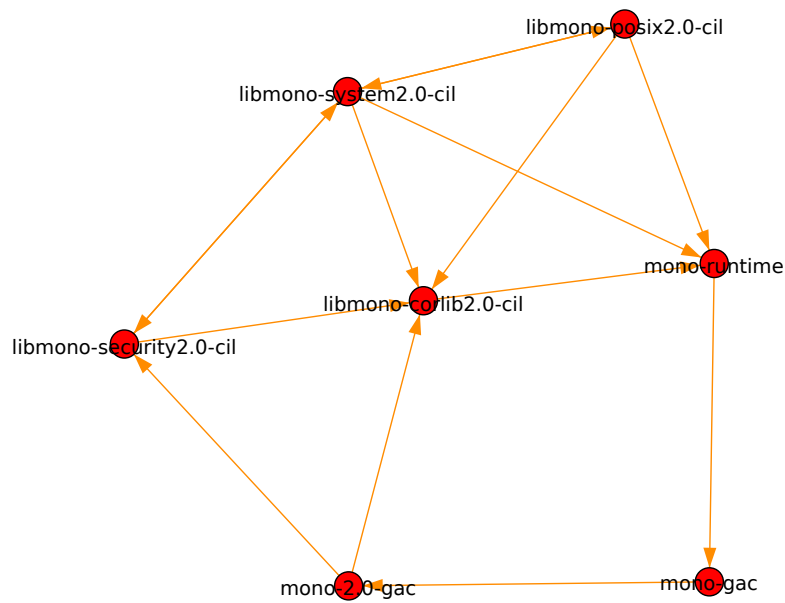 libmono-posix2.0-cil
libmono-system2.0-cil
mono-runtime
libmono-corlib2.0-cil
libmono-security2.0-cil
mono-gac
mono-2.0-gac